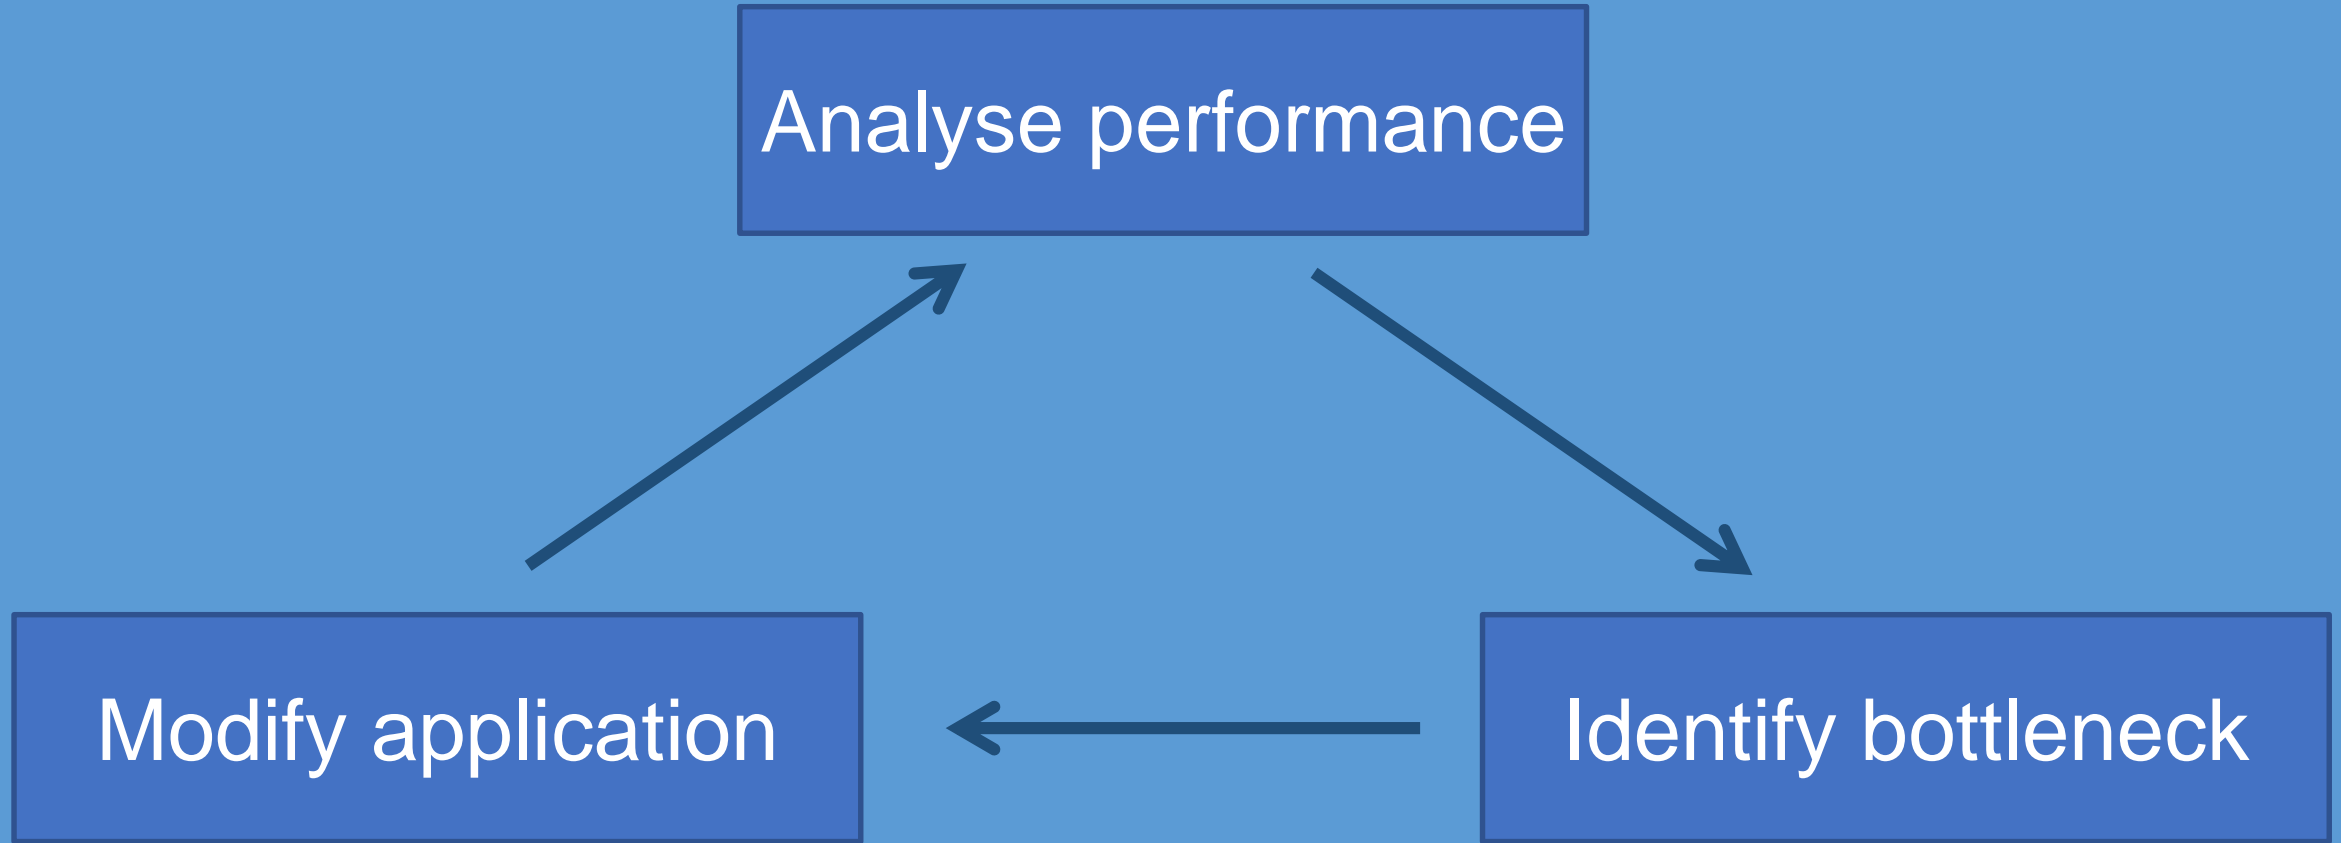 Analyse performance
Modify application
Identify bottleneck